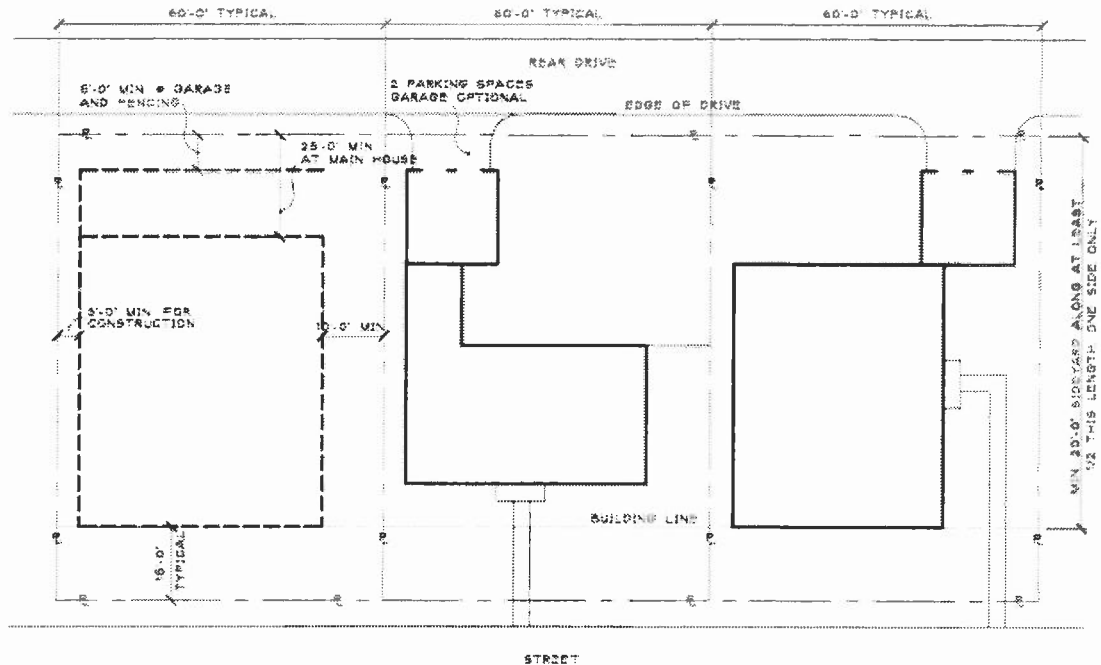 60'-0" TYPICAL
60'-0" TYPICAL
60'-0" TYPICAL
REAR DRIVE
6'-0" MIN @ GARAGE
AND FENCING
2 PARKING SPACES
GARAGE OPTIONAL
EDGE OF DRIVE
25'-0" MIN
AT MAIN HOUSE
5'-0" MIN FOR
CONSTRUCTION
10'-0" MIN
MIN 20'-0" SIDEYARD ALONG AT LEAST
1/2 THIS LENGTH ONE SIDE ONLY
BUILDING LINE
15'-0"
TYPICAL
STREET